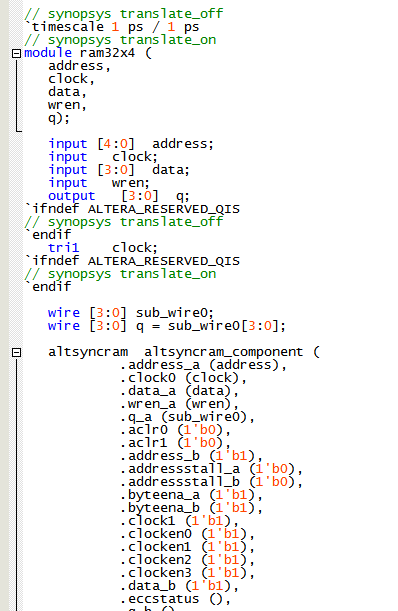 // synopsys translate_off
`timescale 1 ps / 1 ps
// synopsys translate_on
module ram32x4 (
address,
clock,
data,
wren,
q);
input [4:0] address;
input clock;
input [3:0] data;
input wren;
output [3:0] q;
`ifndef ALTERA_RESERVED_QIS
// synopsys translate_off
`endif
tri1 clock;
`ifndef ALTERA_RESERVED_QIS
// synopsys translate_on
`endif
wire [3:0] sub_wire0;
wire [3:0] q = sub_wire0[3:0];
altsyncram altsyncram_component (
.address_a (address),
.clock0 (clock),
.data_a (data),
.wren_a (wren),
.q_a (sub_wire0),
.aclr0 (1'b0),
.aclr1 (1'b0),
.address_b (1'b1),
.addressstall_a (1'b0),
.addressstall_b (1'b0),
.byteena_a (1'b1),
.byteena_b (1'b1),
.clock1 (1'b1),
.clocken0 (1'b1),
.clocken1 (1'b1),
.clocken2 (1'b1),
.clocken3 (1'b1),
.data_b (1'b1),
.eccstatus (),